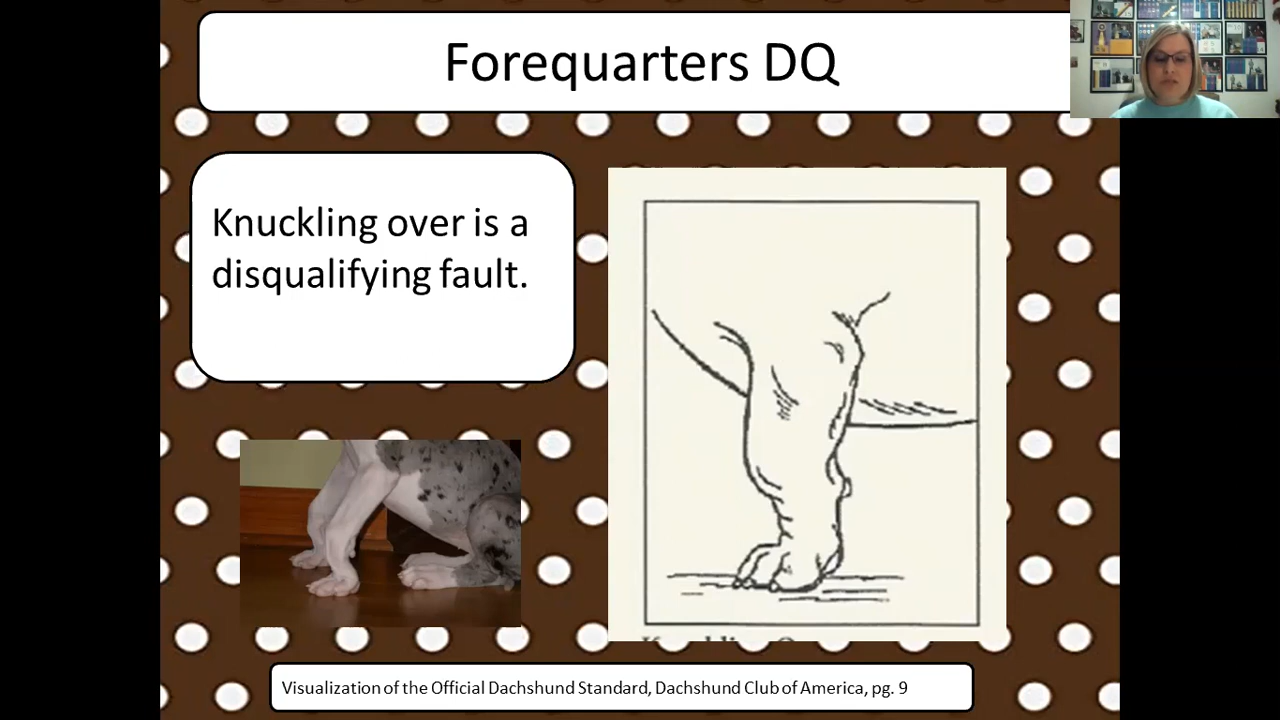 Forequarters DQ
Knuckling over is a
disqualifying fault.
Visualization of the Official Dachshund Standard, Dachshund Club of America, pg. 9